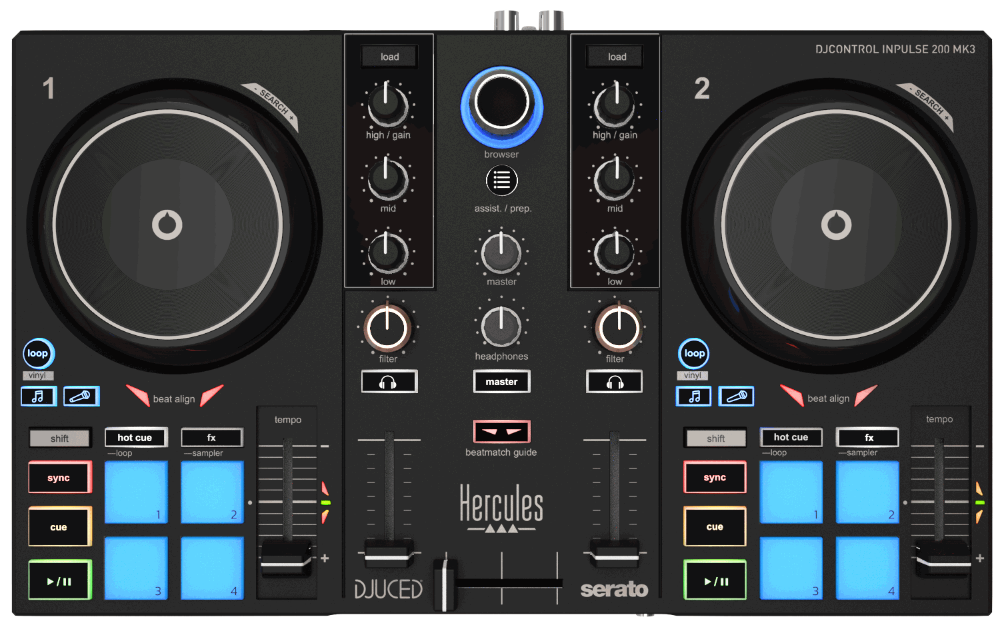 DJCONTROL INPULSE 200 MK3
load
load
1
2
- SEARCH +
- SEARCH +
high / gain
high / gain
browser
mid
mid
assist. / prep.
low
low
master
filter
headphones
filter
loop
loop
vinyl
vinyl
master
beat align
beat align
tempo
tempo
shift
hot cue
fx
shift
hot cue
fx
—loop
—sampler
—loop
—sampler
beatmatch guide
sync
sync
1
2
1
2
Hercules
cue
cue
+
+
3
4
3
4
DJUCED
serato